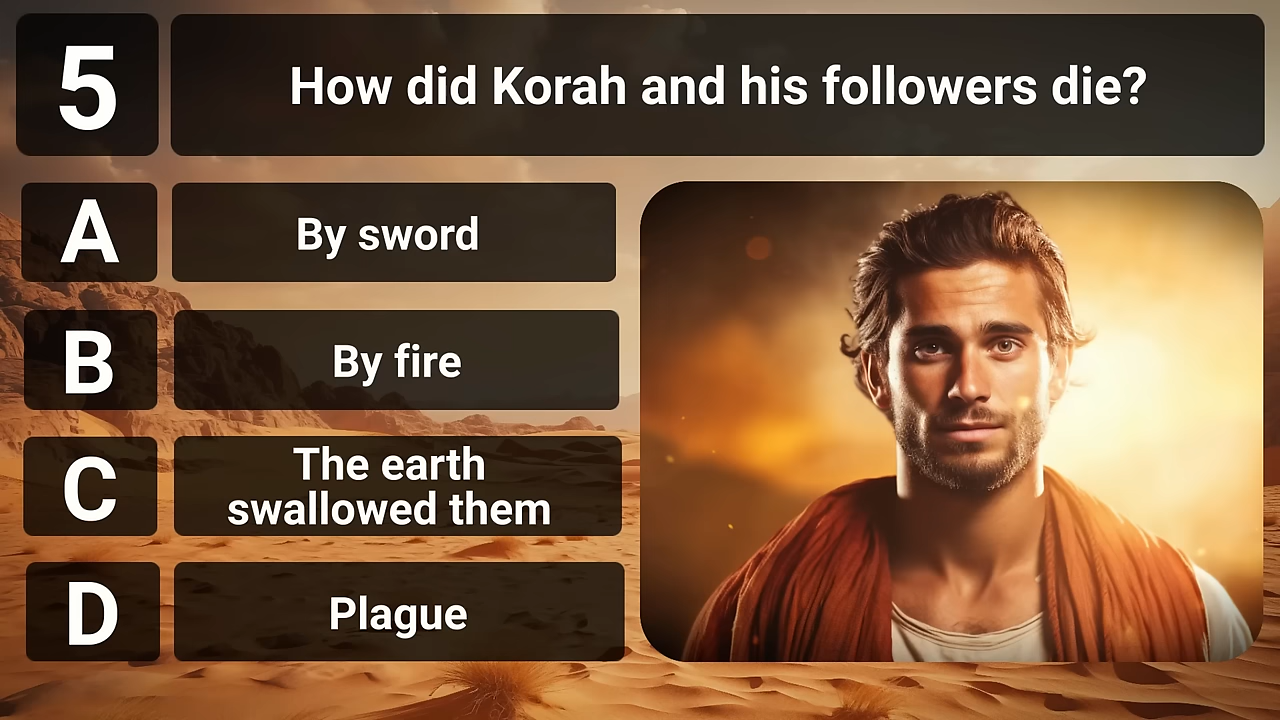 5
How did Korah and his followers die?
A
By sword
B
By fire
C
The earth
swallowed them
D
Plague